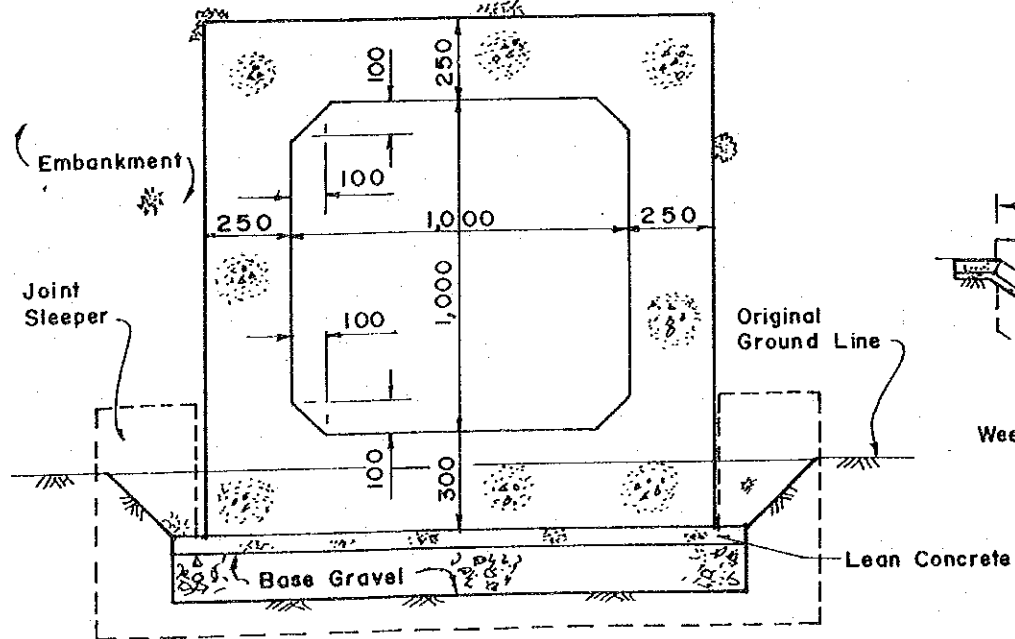 100
250
Embankment
100
250
1,000
250
Joint
Sleeper
1,000
100
Original
Ground Line
100
300
Wee
Base Gravel
Lean Concrete